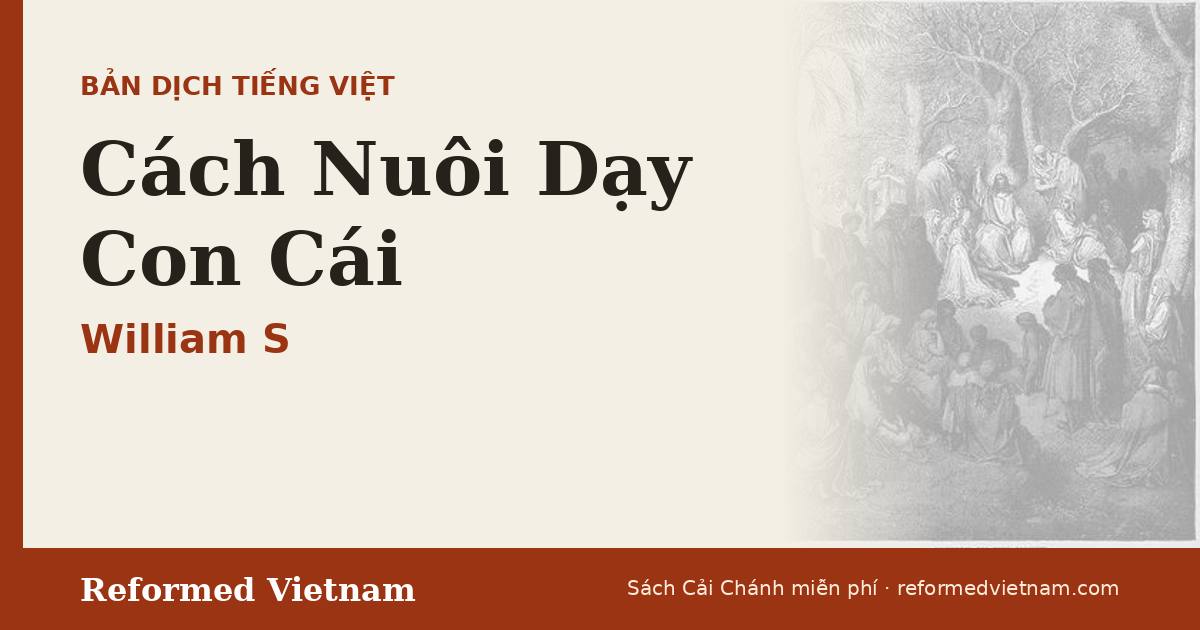 BẢN DỊCH TIẾNG VIỆT
Cách Nuôi Dạy
Con Cái
William S
Reformed Vietnam
Sách Cải Chánh miễn phí · reformedvietnam.com